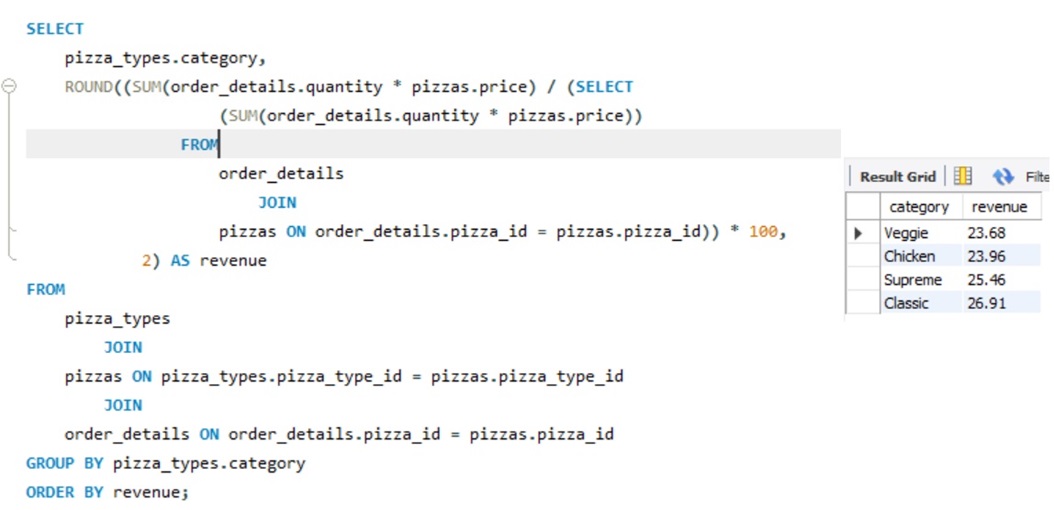 SELECT
pizza_types.category,
ROUND((SUM(order_details.quantity * pizzas.price) / (SELECT
(SUM(order_details.quantity * pizzas.price))
FROM
order_details
JOIN
pizzas ON order_details.pizza_id = pizzas.pizza_id)) * 100,
2) AS revenue
FROM
pizza_types
JOIN
pizzas ON pizza_types.pizza_type_id = pizzas.pizza_type_id
JOIN
order_details ON order_details.pizza_id = pizzas.pizza_id
GROUP BY pizza_types.category
ORDER BY revenue;
Result Grid Filte
category revenue
Veggie 23.68
Chicken 23.96
Supreme 25.46
Classic 26.91